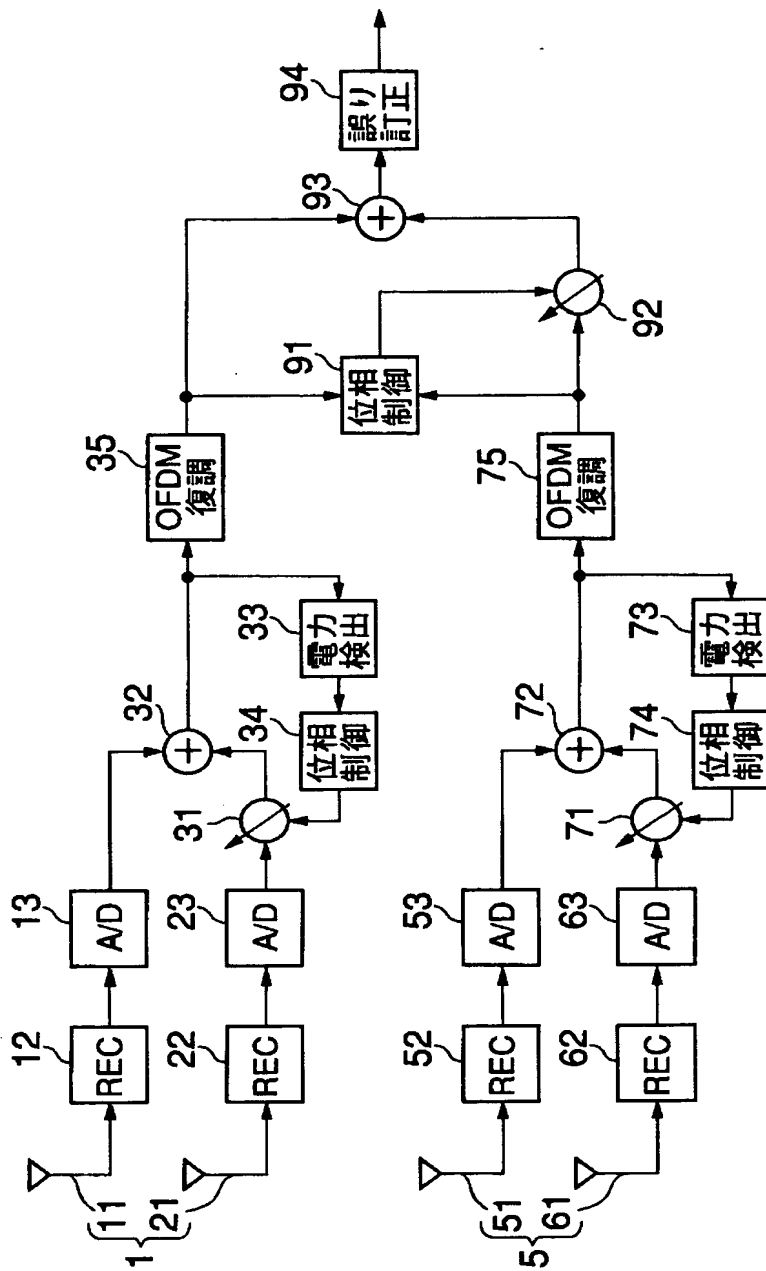 1
11
21
12
REC
13
A/D
22
REC
23
A/D
31
32
33
電力
検出
34
位相
制御
35
OFDM
復調
5
51
61
52
REC
53
A/D
62
REC
63
A/D
71
72
73
電力
検出
74
位相
制御
75
OFDM
復調
91
位相
制御
92
93
94
誤り
訂正